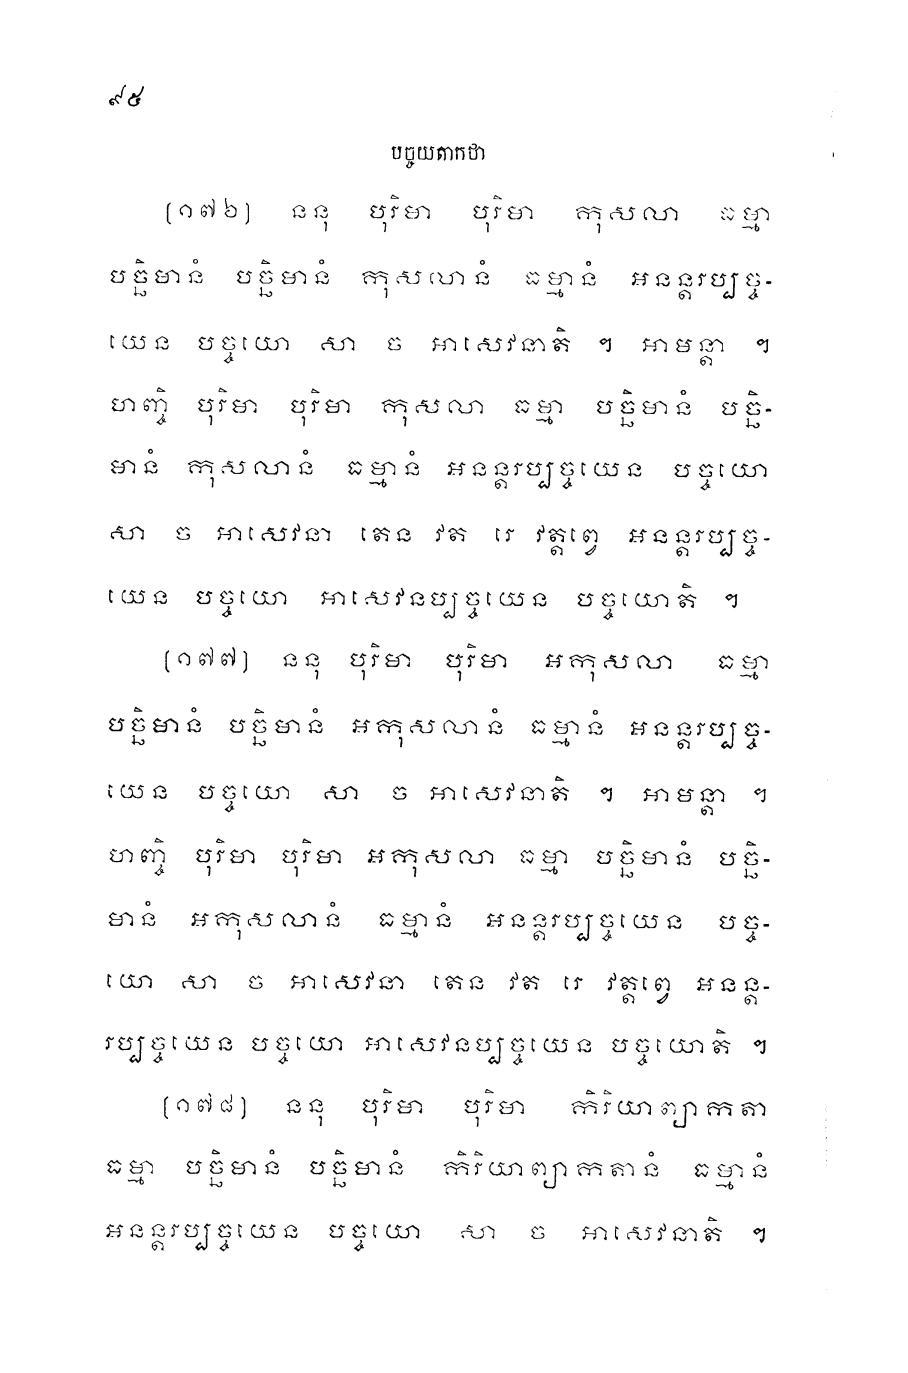 ៩៥
បច្ចយតាកថា
(១៧៦) ននុ បុរិមា បុរិមា កុសលា ធម្មា
បច្ឆិមានំ បច្ឆិមានំ កុសលានំ ធម្មានំ អនន្តរប្បច្ច-
យេន បច្ចយោ សា ច អាសេវនាតិ ៗ អាមន្តា ៗ
ហញ្ចិ បុរិមា បុរិមា កុសលា ធម្មា បច្ឆិមានំ បច្ឆិ-
មានំ កុសលានំ ធម្មានំ អនន្តរប្បច្ចយេន បច្ចយោ
សា ច អាសេវនា តេន វត រេ វត្តព្វេ អនន្តរប្បច្ច-
យេន បច្ចយោ អាសេវនប្បច្ចយេន បច្ចយោតិ ៗ
(១៧៧) ននុ បុរិមា បុរិមា អកុសលា ធម្មា
បច្ឆិមានំ បច្ឆិមានំ អកុសលានំ ធម្មានំ អនន្តរប្បច្ច-
យេន បច្ចយោ សា ច អាសេវនាតិ ៗ អាមន្តា ៗ
ហញ្ចិ បុរិមា បុរិមា អកុសលា ធម្មា បច្ឆិមានំ បច្ឆិ-
មានំ អកុសលានំ ធម្មានំ អនន្តរប្បច្ចយេន បច្ច-
យោ សា ច អាសេវនា តេន វត រេ វត្តព្វេ អនន្ត-
រប្បច្ចយេន បច្ចយោ អាសេវនប្បច្ចយេន បច្ចយោតិ ៗ
(១៧៨) ននុ បុរិមា បុរិមា កិរិយាព្យាកតា
ធម្មា បច្ឆិមានំ បច្ឆិមានំ កិរិយាព្យាកតានំ ធម្មានំ
អនន្តរប្បច្ចយេន បច្ចយោ សា ច អាសេវនាតិ ៗ